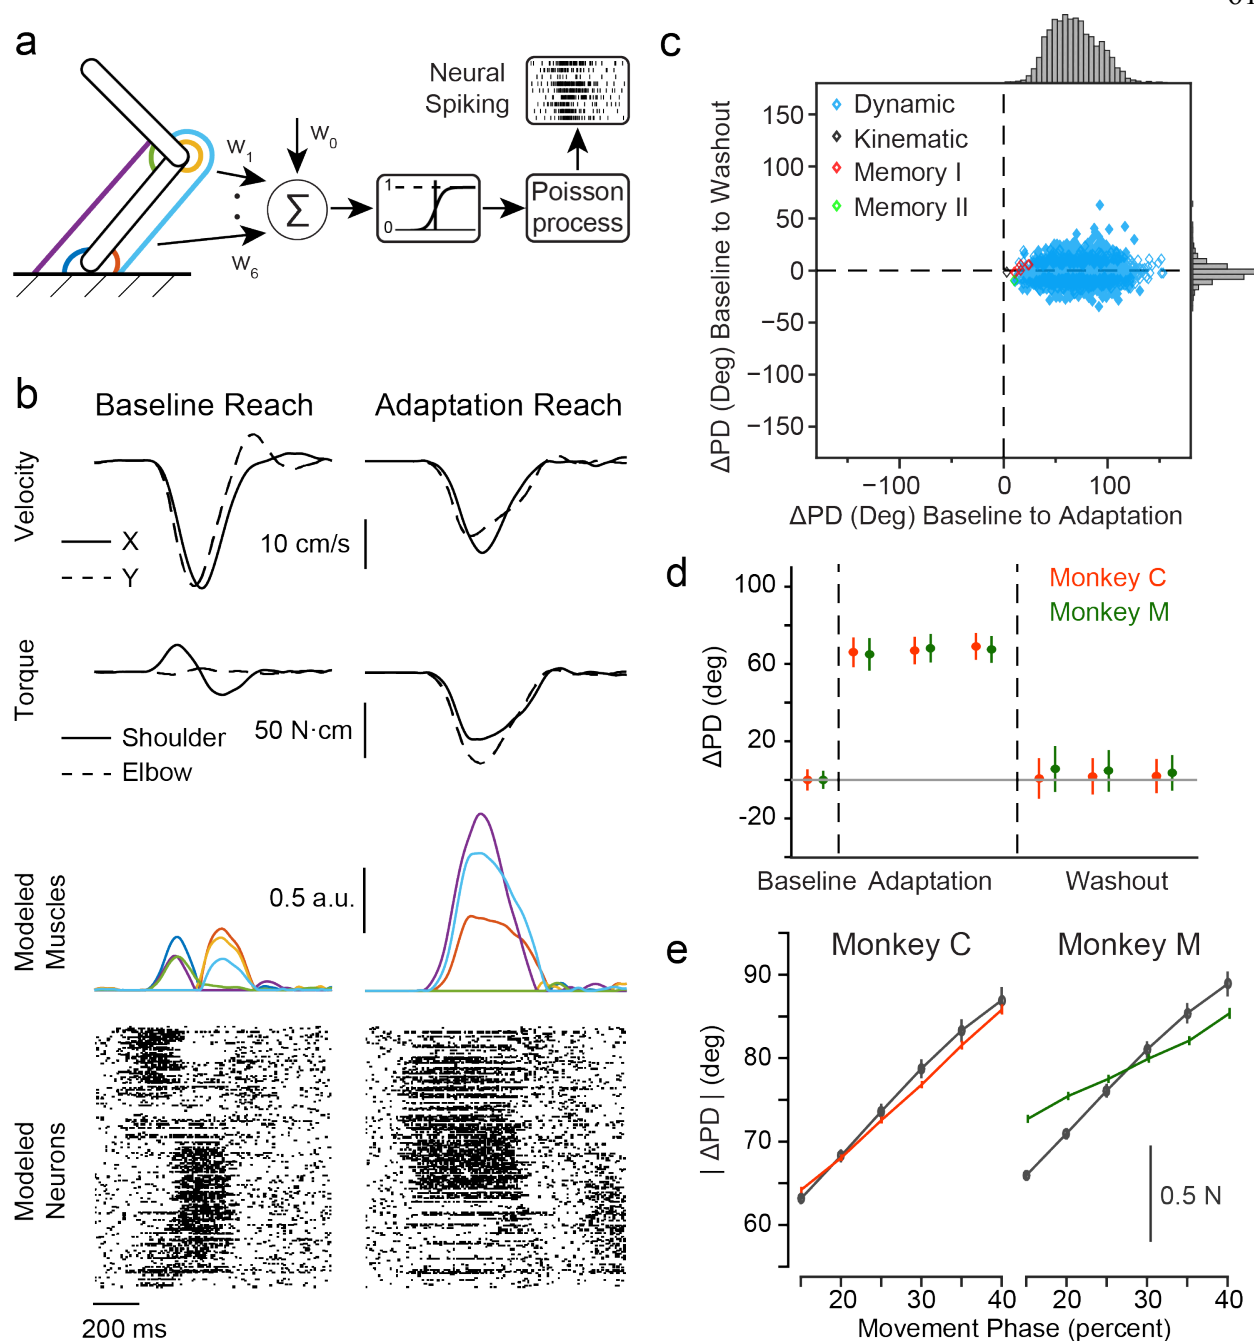 a
Neural
Spiking
w1
w0
w6
Σ
1
0
Poisson
process
b
Baseline Reach
Adaptation Reach
Velocity
X
Y
10 cm/s
Torque
Shoulder
Elbow
50 N·cm
Modeled
Muscles
0.5 a.u.
Modeled
Neurons
200 ms
c
Dynamic
Kinematic
Memory I
Memory II
ΔPD (Deg) Baseline to Washout
150
100
50
0
−50
−100
−150
−100
0
100
ΔPD (Deg) Baseline to Adaptation
d
Monkey C
Monkey M
ΔPD (deg)
100
60
20
-20
Baseline
Adaptation
Washout
e
Monkey C
Monkey M
| ΔPD | (deg)
90
80
70
60
0.5 N
20
30
40
20
30
40
Movement Phase (percent)